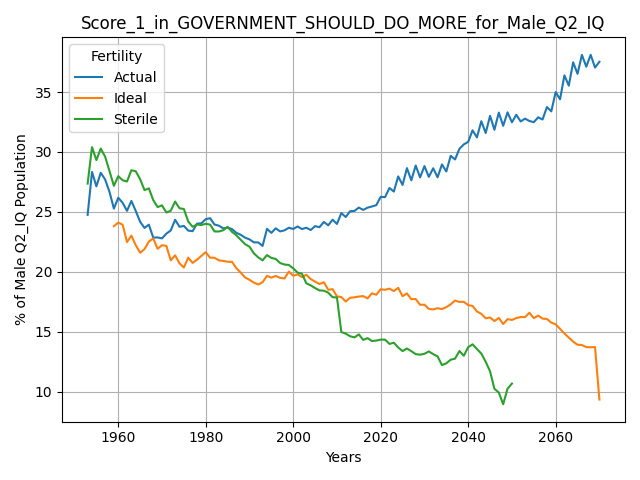 Score_1_in_GOVERNMENT_SHOULD_DO_MORE_for_Male_Q2_IQ
Fertility
Actual
Ideal
Sterile
% of Male Q2_IQ Population
35
30
25
20
15
10
1960
1980
2000
2020
2040
2060
Years